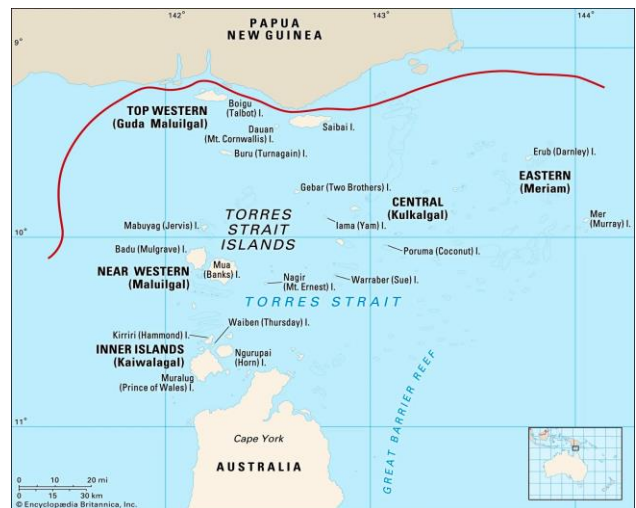 142°
143°
144°
PAPUA
NEW GUINEA
9°
TOP WESTERN
(Guda Maluilgal)
Boigu
(Talbot) I.
Dauan
(Mt. Cornwallis) I.
Saibai I.
Buru (Turnagain) I.
Erub (Darnley) I.
EASTERN
(Meriam)
Gebar (Two Brothers) I.
CENTRAL
(Kulkalgal)
Mer
(Murray) I.
Iama (Yam) I.
TORRES
STRAIT
ISLANDS
Mabuyag (Jervis) I.
10°
Badu (Mulgrave) I.
Poruma (Coconut) I.
Mua
(Banks) I.
NEAR WESTERN
(Maluilgal)
Nagir
(Mt. Ernest) I.
Warraber (Sue) I.
TORRES STRAIT
Waiben (Thursday) I.
Kirriri (Hammond) I.
INNER ISLANDS
(Kaiwalagal)
Ngurupai
(Horn) I.
Muralug
(Prince of Wales) I.
GREAT BARRIER REEF
11°
Cape York
AUSTRALIA
0 10 20 mi
0 15 30 km
© Encyclopædia Britannica, Inc.